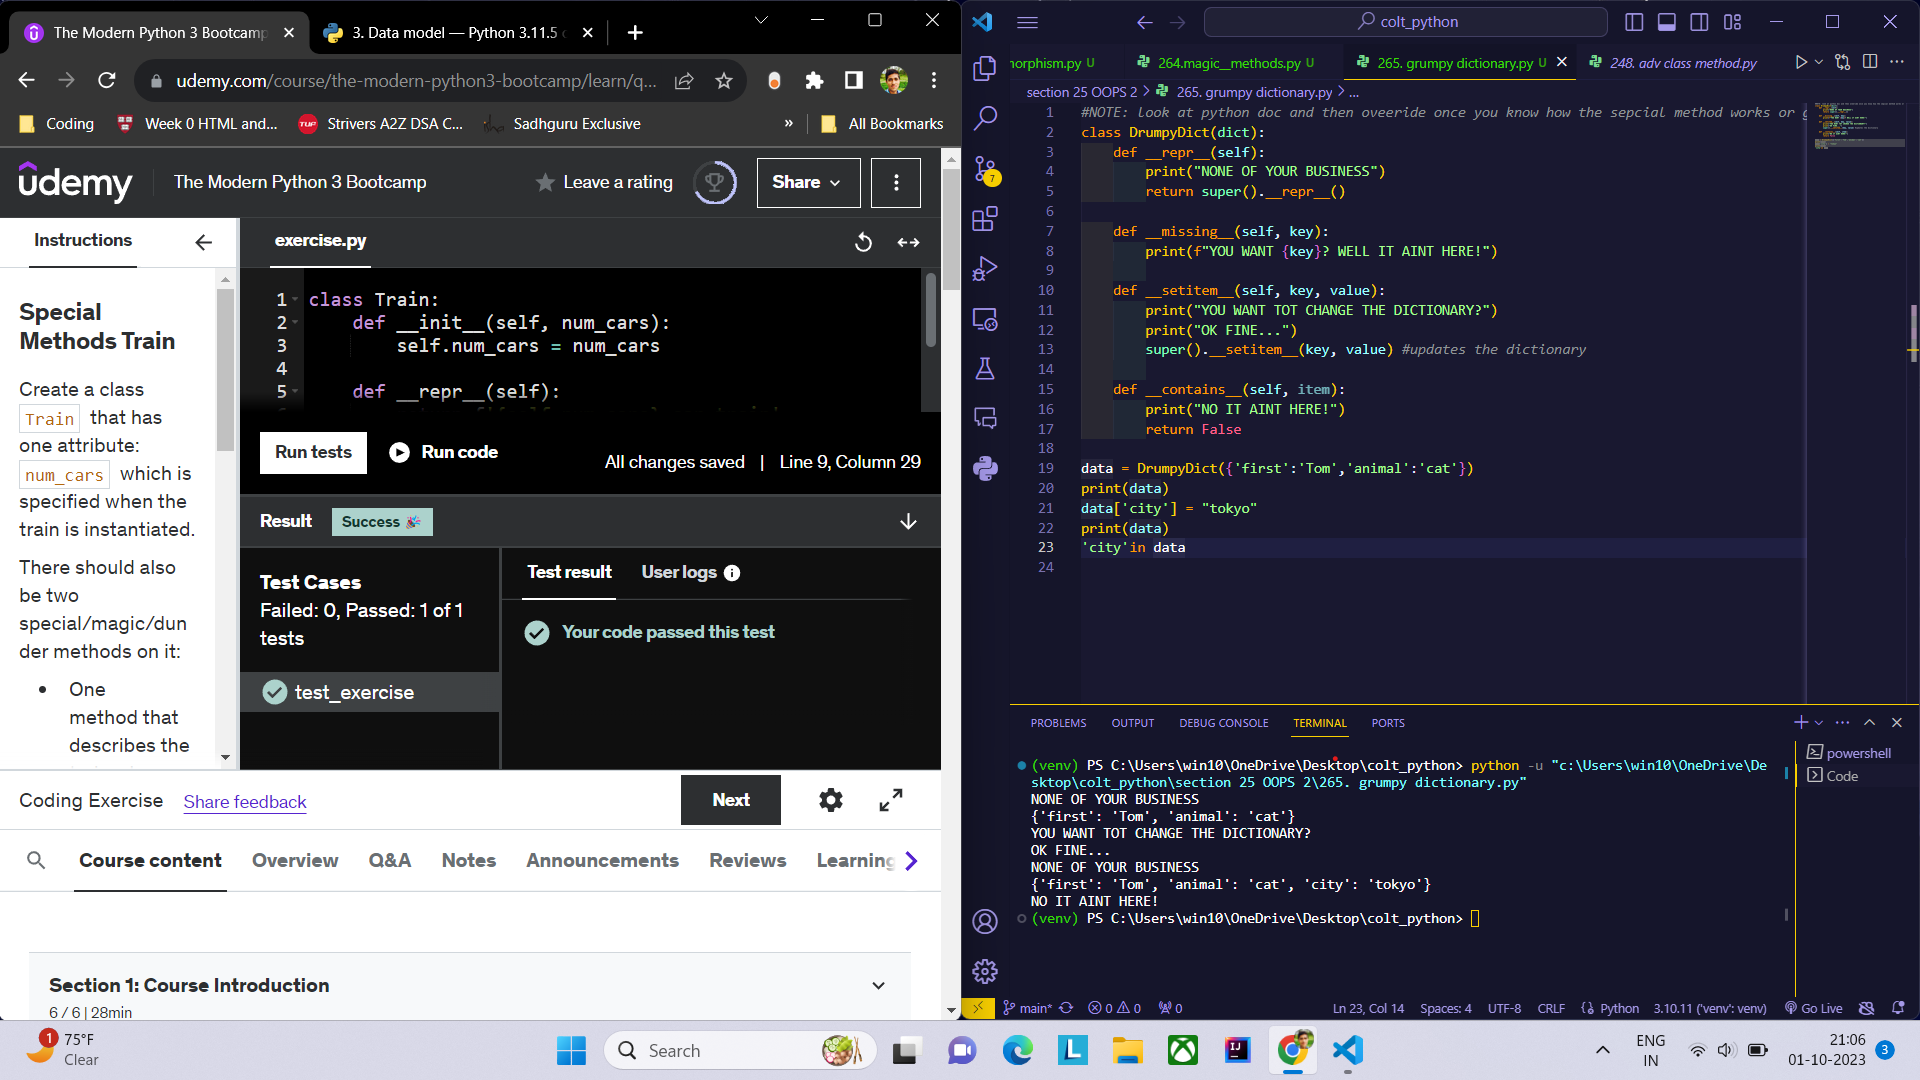 The Modern Python 3 Bootcamp
3. Data model — Python 3.11.5
udemy.com/course/the-modern-python3-bootcamp/learn/q...
Coding
Week 0 HTML and...
Strivers A2Z DSA C...
Sadhguru Exclusive
»
All Bookmarks
udemy
The Modern Python 3 Bootcamp
Leave a rating
Share
Instructions
exercise.py
Special
Methods Train
Create a class
Train that has
one attribute:
num_cars which is
specified when the
train is instantiated.
There should also
be two
special/magic/dun
der methods on it:
One
method that
describes the
1 class Train:
2 def __init__(self, num_cars):
3 self.num_cars = num_cars
4
5 def __repr__(self):
Run tests
Run code
All changes saved | Line 9, Column 29
Result
Success
Test Cases
Failed: 0, Passed: 1 of 1
tests
test_exercise
Test result
User logs
Your code passed this test
Coding Exercise
Share feedback
Next
Course content
Overview
Q&A
Notes
Announcements
Reviews
Learning
Section 1: Course Introduction
6 / 6 | 28min
colt_python
norphism.py U
264.magic__methods.py U
265. grumpy dictionary.py U
248. adv class method.py
section 25 OOPS 2 > 265. grumpy dictionary.py > ...
1 #NOTE: look at python doc and then oveeride once you know how the sepcial method works or g
2 class DrumpyDict(dict):
3 def __repr__(self):
4 print("NONE OF YOUR BUSINESS")
5 return super().__repr__()
6
7 def __missing__(self, key):
8 print(f"YOU WANT {key}? WELL IT AINT HERE!")
9
10 def __setitem__(self, key, value):
11 print("YOU WANT TOT CHANGE THE DICTIONARY?")
12 print("OK FINE...")
13 super().__setitem__(key, value) #updates the dictionary
14
15 def __contains__(self, item):
16 print("NO IT AINT HERE!")
17 return False
18
19 data = DrumpyDict({'first':'Tom','animal':'cat'})
20 print(data)
21 data['city'] = "tokyo"
22 print(data)
23 'city'in data
24
PROBLEMS
OUTPUT
DEBUG CONSOLE
TERMINAL
PORTS
powershell
Code
(venv) PS C:\Users\win10\OneDrive\Desktop\colt_python> python -u "c:\Users\win10\OneDrive\De
sktop\colt_python\section 25 OOPS 2\265. grumpy dictionary.py"
NONE OF YOUR BUSINESS
{'first': 'Tom', 'animal': 'cat'}
YOU WANT TOT CHANGE THE DICTIONARY?
OK FINE...
NONE OF YOUR BUSINESS
{'first': 'Tom', 'animal': 'cat', 'city': 'tokyo'}
NO IT AINT HERE!
(venv) PS C:\Users\win10\OneDrive\Desktop\colt_python>
7
main*
0
0
0
Ln 23, Col 14
Spaces: 4
UTF-8
CRLF
Python
3.10.11 ('venv': venv)
Go Live
1
75°F
Clear
Search
ENG
IN
21:06
01-10-2023
3